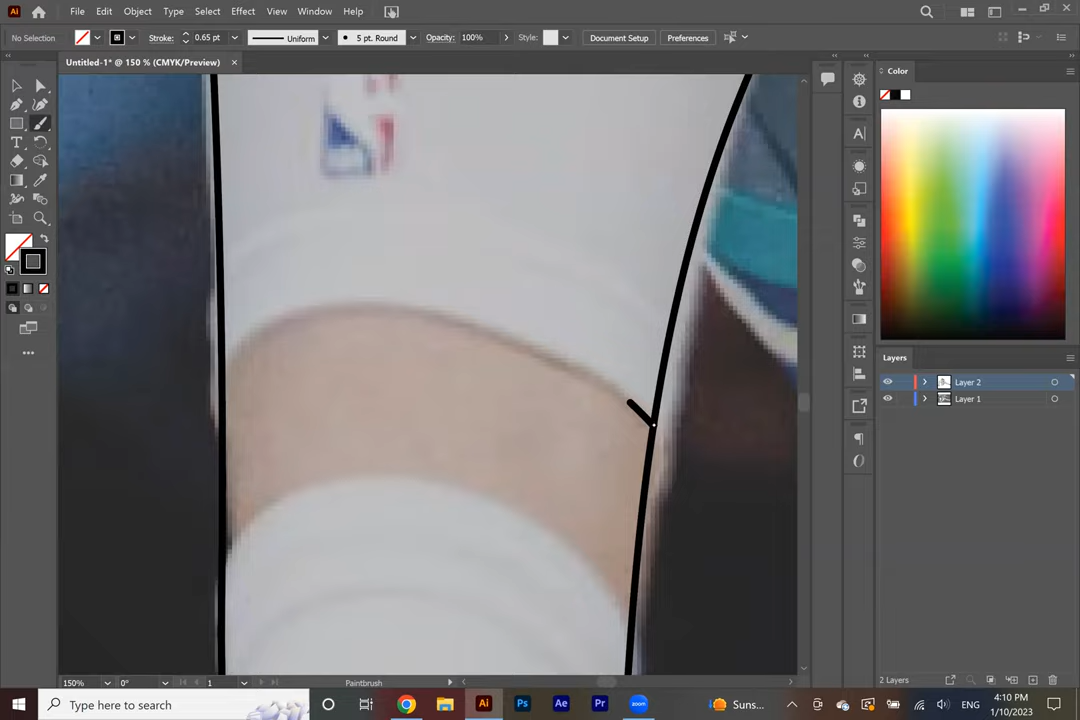 Ai
File Edit Object Type Select Effect View Window Help
No Selection Stroke: 0.65 pt Uniform 5 pt. Round Opacity: 100% Style: Document Setup Preferences
Untitled-1* @ 150 % (CMYK/Preview) ×
Color
Layers
Layer 2
Layer 1
2 Layers
150% 0° 1 Paintbrush
Type here to search
Ai Ps Ae Pr zoom Suns... ENG
4:10 PM
1/10/2023